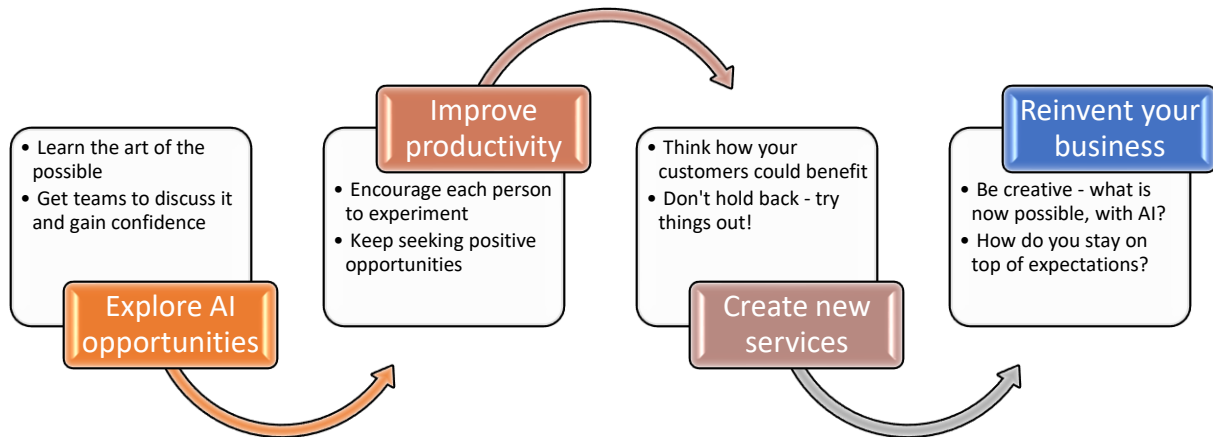 • Learn the art of the
possible
• Get teams to discuss it
and gain confidence
Explore AI
opportunities
Improve
productivity
• Encourage each person
to experiment
• Keep seeking positive
opportunities
• Think how your
customers could benefit
• Don't hold back - try
things out!
Create new
services
Reinvent your
business
• Be creative - what is
now possible, with AI?
• How do you stay on
top of expectations?